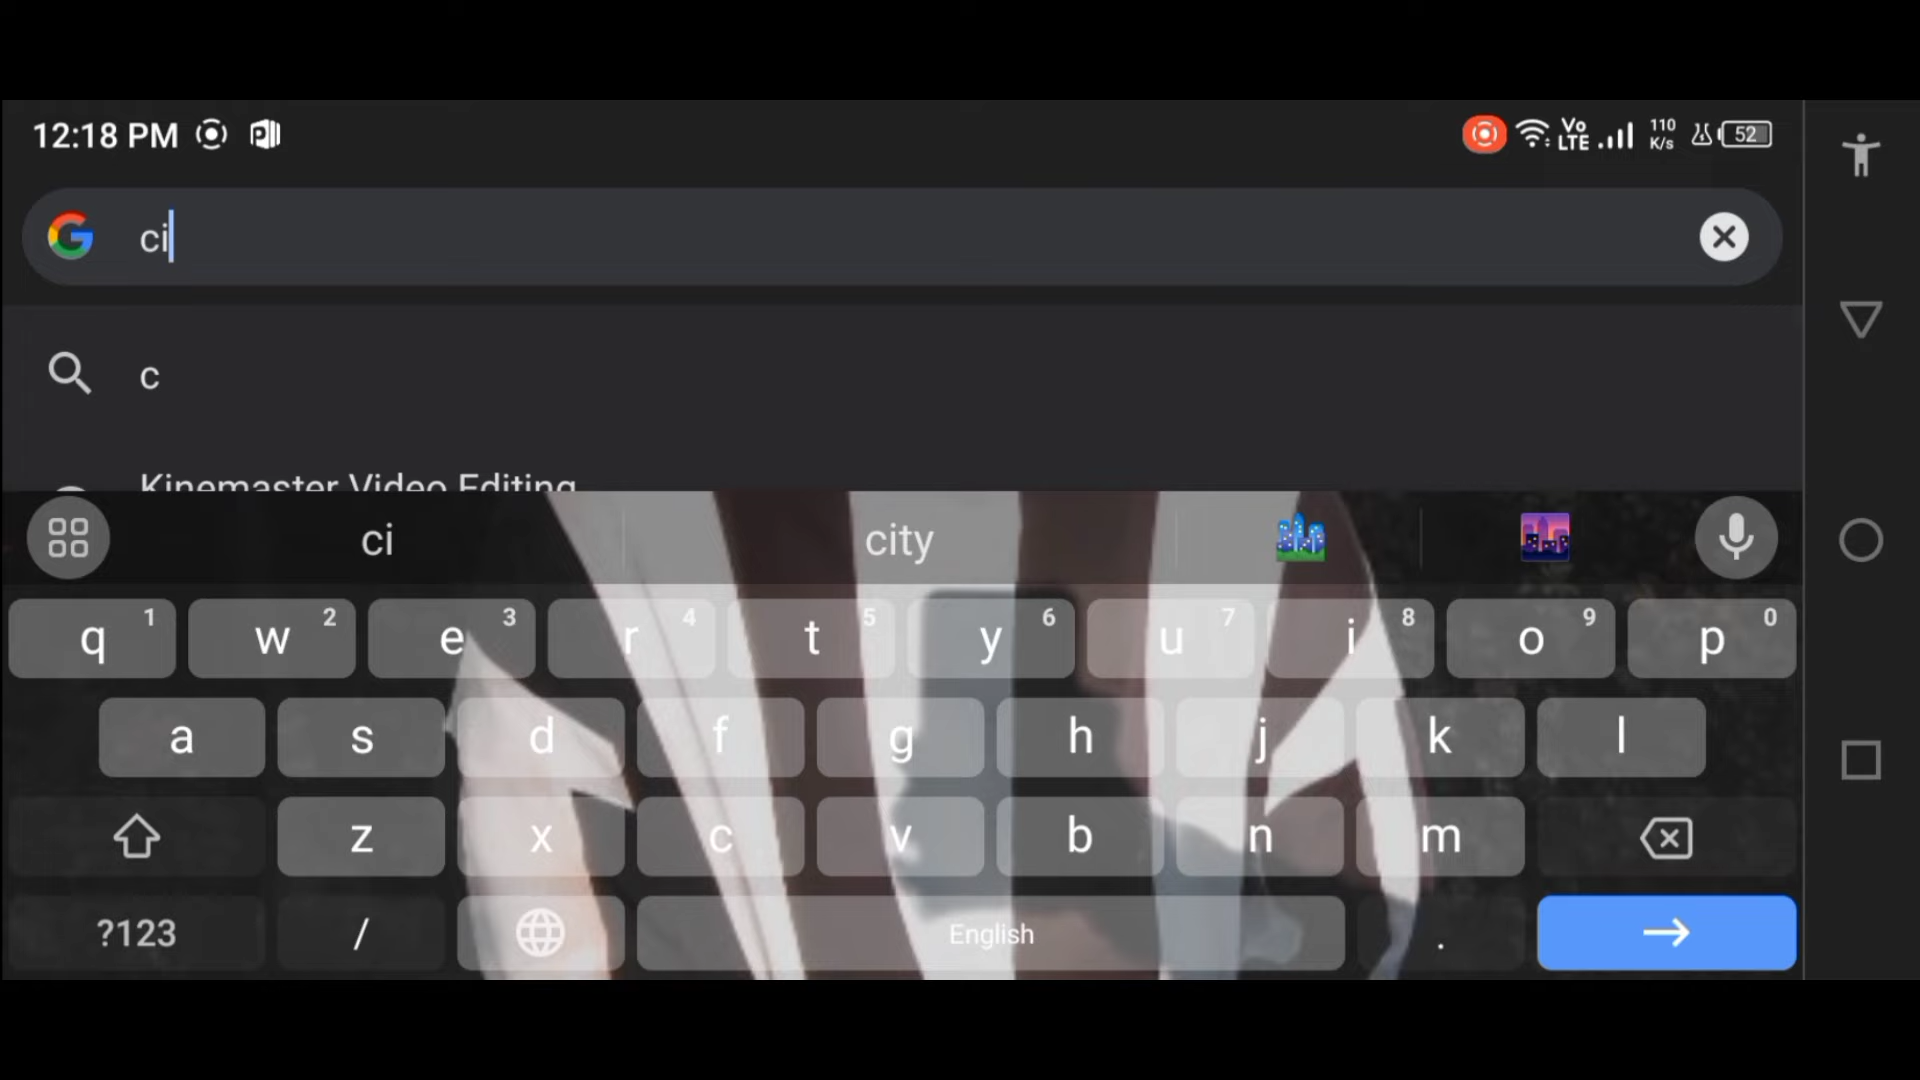 12:18 PM
Vo LTE 110 K/s 52
ci
c
Kinemaster Video Editing
ci city
q 1 w 2 e 3 r 4 t 5 y 6 u 7 i 8 o 9 p 0
a s d f g h j k l
z x c v b n m
?123 / English .